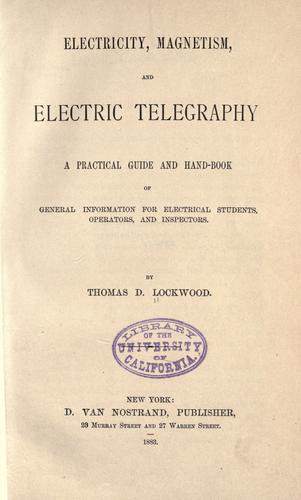 ELECTRICITY, MAGNETISM,
AND
ELECTRIC TELEGRAPHY
A PRACTICAL GUIDE AND HAND-BOOK
OF
GENERAL INFORMATION FOR ELECTRICAL STUDENTS,
OPERATORS, AND INSPECTORS.
BY
THOMAS D. LOCKWOOD.
LIBRARY
OF THE
UNIVERSITY
OF
CALIFORNIA.
NEW YORK:
D. VAN NOSTRAND, PUBLISHER,
23 MURRAY STREET AND 27 WARREN STREET.
1883.